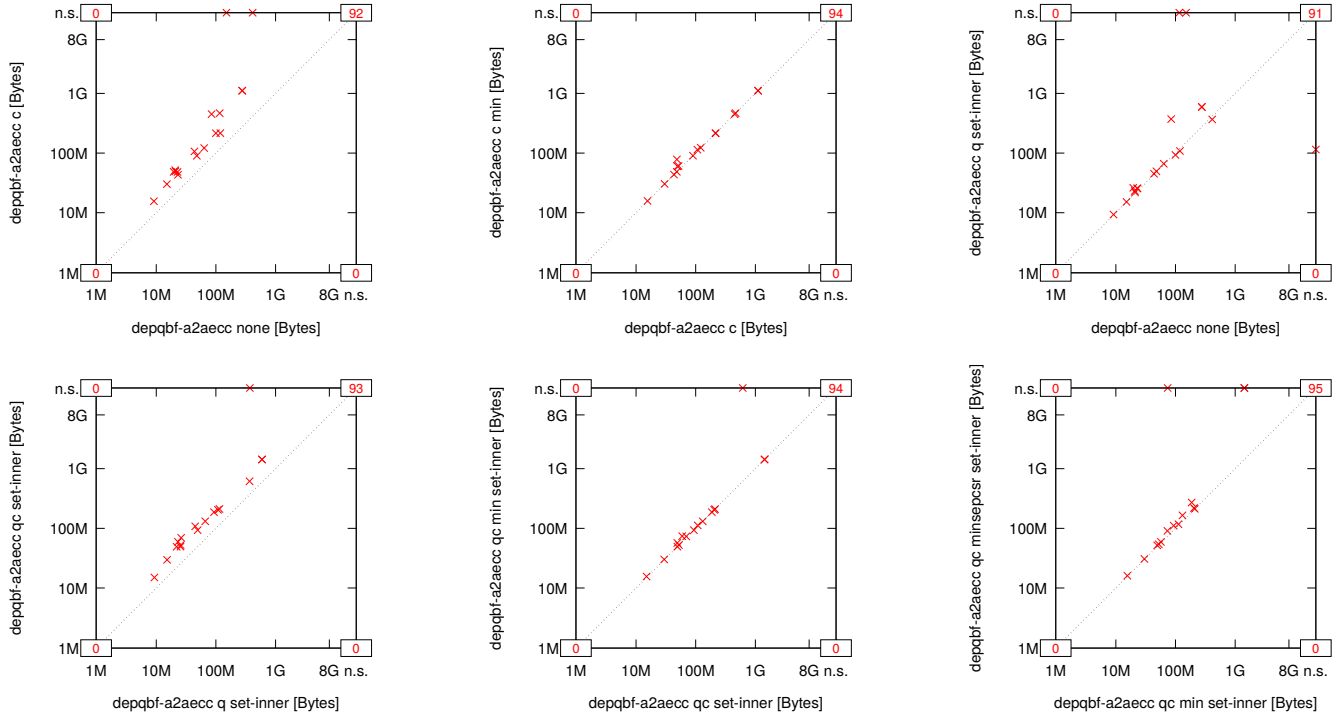 n.s. 0 92
8G
1G
100M
10M
1M 0 0
1M 10M 100M 1G 8G n.s.
depqbf-a2aecc c [Bytes]
depqbf-a2aecc none [Bytes]
n.s. 0 94
8G
1G
100M
10M
1M 0 0
1M 10M 100M 1G 8G n.s.
depqbf-a2aecc c min [Bytes]
depqbf-a2aecc c [Bytes]
n.s. 0 91
8G
1G
100M
10M
1M 0 0
1M 10M 100M 1G 8G n.s.
depqbf-a2aecc q set-inner [Bytes]
depqbf-a2aecc none [Bytes]
n.s. 0 93
8G
1G
100M
10M
1M 0 0
1M 10M 100M 1G 8G n.s.
depqbf-a2aecc qc set-inner [Bytes]
depqbf-a2aecc q set-inner [Bytes]
n.s. 0 94
8G
1G
100M
10M
1M 0 0
1M 10M 100M 1G 8G n.s.
depqbf-a2aecc qc min set-inner [Bytes]
depqbf-a2aecc qc set-inner [Bytes]
n.s. 0 95
8G
1G
100M
10M
1M 0 0
1M 10M 100M 1G 8G n.s.
depqbf-a2aecc qc minsepcsr set-inner [Bytes]
depqbf-a2aecc qc min set-inner [Bytes]